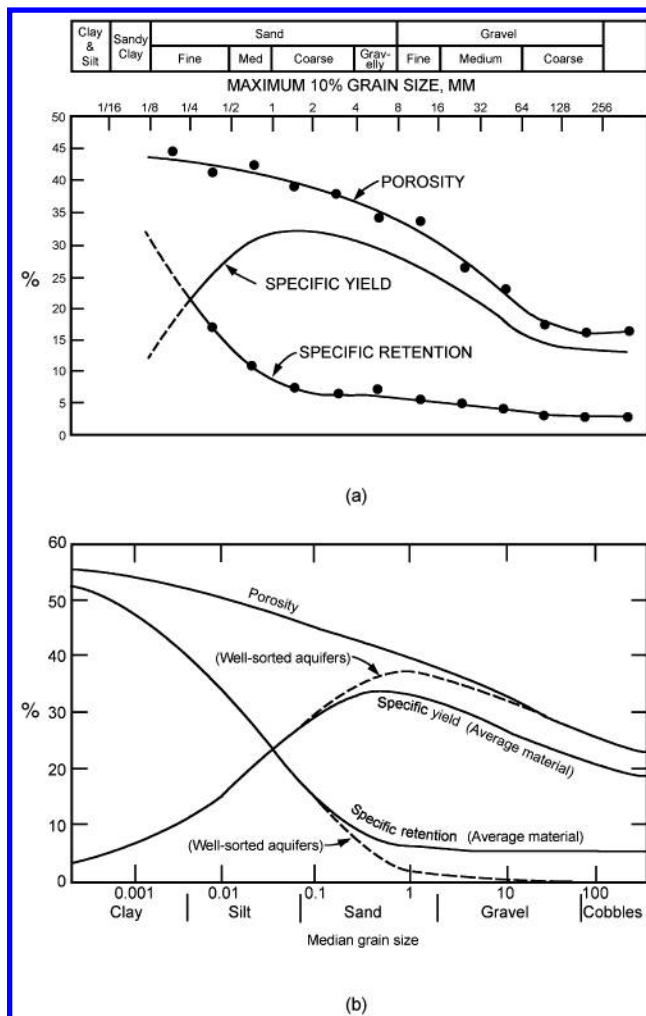 Clay & Silt
Sandy Clay
Sand
Gravel
Fine
Med
Coarse
Grav-elly
Fine
Medium
Coarse
MAXIMUM 10% GRAIN SIZE, MM
1/16 1/8 1/4 1/2 1 2 4 8 16 32 64 128 256
50
45
40
35
30
25
20
15
10
5
0
%
POROSITY
SPECIFIC YIELD
SPECIFIC RETENTION
(a)
60
50
40
30
20
10
0
%
Porosity
(Well-sorted aquifers)
Specific yield (Average material)
Specific retention (Average material)
(Well-sorted aquifers)
0.001 0.01 0.1 1 10 100
Clay Silt Sand Gravel Cobbles
Median grain size
(b)